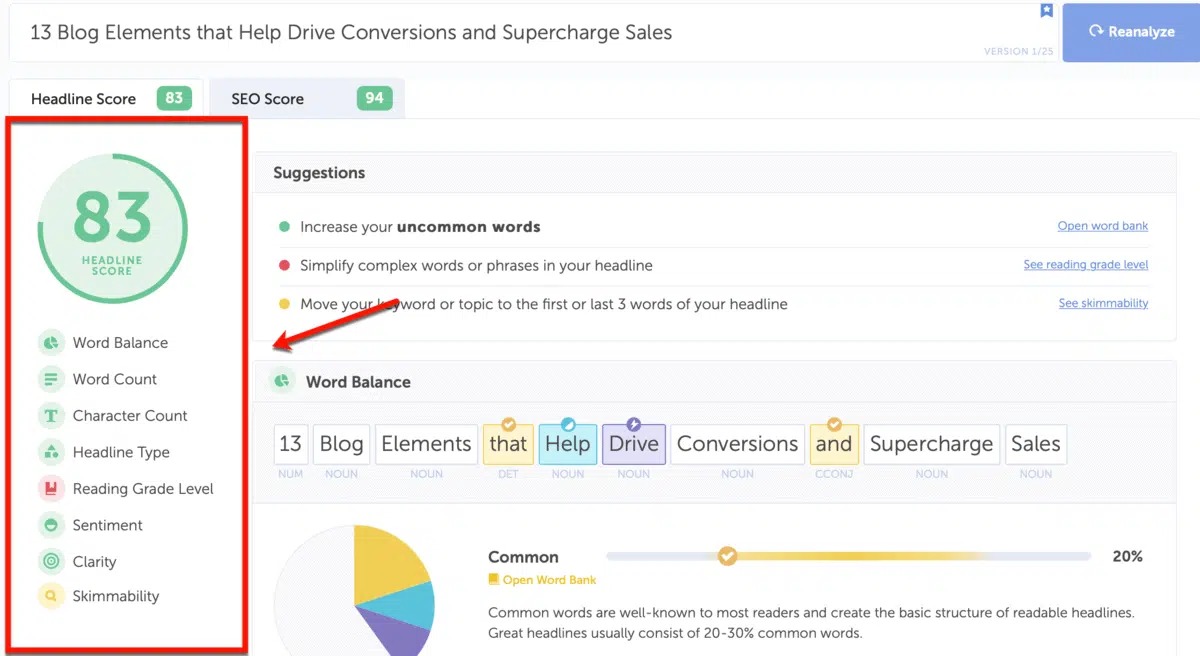 13 Blog Elements that Help Drive Conversions and Supercharge Sales
VERSION 1/25
Reanalyze
Headline Score 83
SEO Score 94
83
HEADLINE
SCORE
Word Balance
Word Count
Character Count
Headline Type
Reading Grade Level
Sentiment
Clarity
Skimmability
Suggestions
Increase your uncommon words Open word bank
Simplify complex words or phrases in your headline See reading grade level
Move your keyword or topic to the first or last 3 words of your headline See skimmability
Word Balance
13 Blog Elements that Help Drive Conversions and Supercharge Sales
NUM NOUN NOUN DET NOUN NOUN NOUN CCONJ NOUN NOUN
Common 20%
Open Word Bank
Common words are well-known to most readers and create the basic structure of readable headlines.
Great headlines usually consist of 20-30% common words.